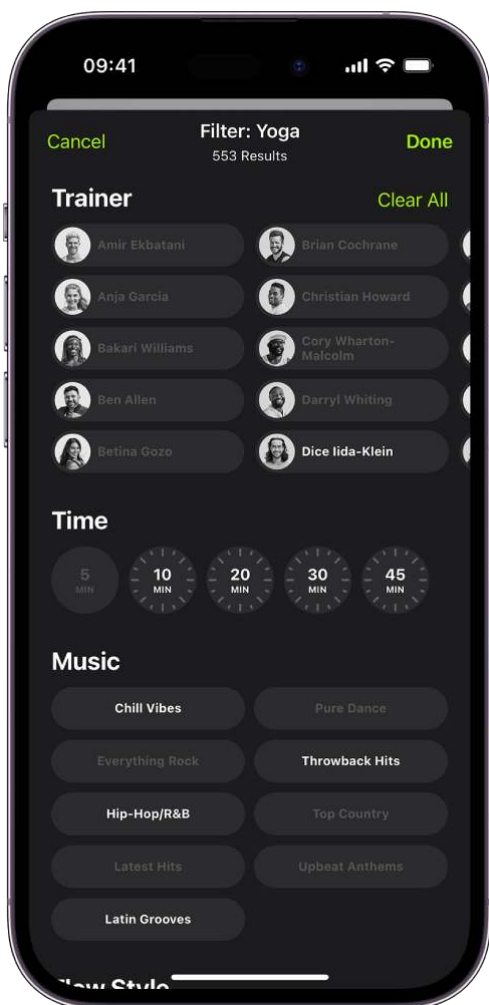 09:41
Cancel
Filter: Yoga
Done
553 Results
Trainer
Clear All
Amir Ekbatani
Brian Cochrane
Anja Garcia
Christian Howard
Bakari Williams
Cory Wharton-
Malcolm
Ben Allen
Darryl Whiting
Betina Gozo
Dice Iida-Klein
Time
5
MIN
10
MIN
20
MIN
30
MIN
45
MIN
Music
Chill Vibes
Pure Dance
Everything Rock
Throwback Hits
Hip-Hop/R&B
Top Country
Latest Hits
Upbeat Anthems
Latin Grooves
Flow Style